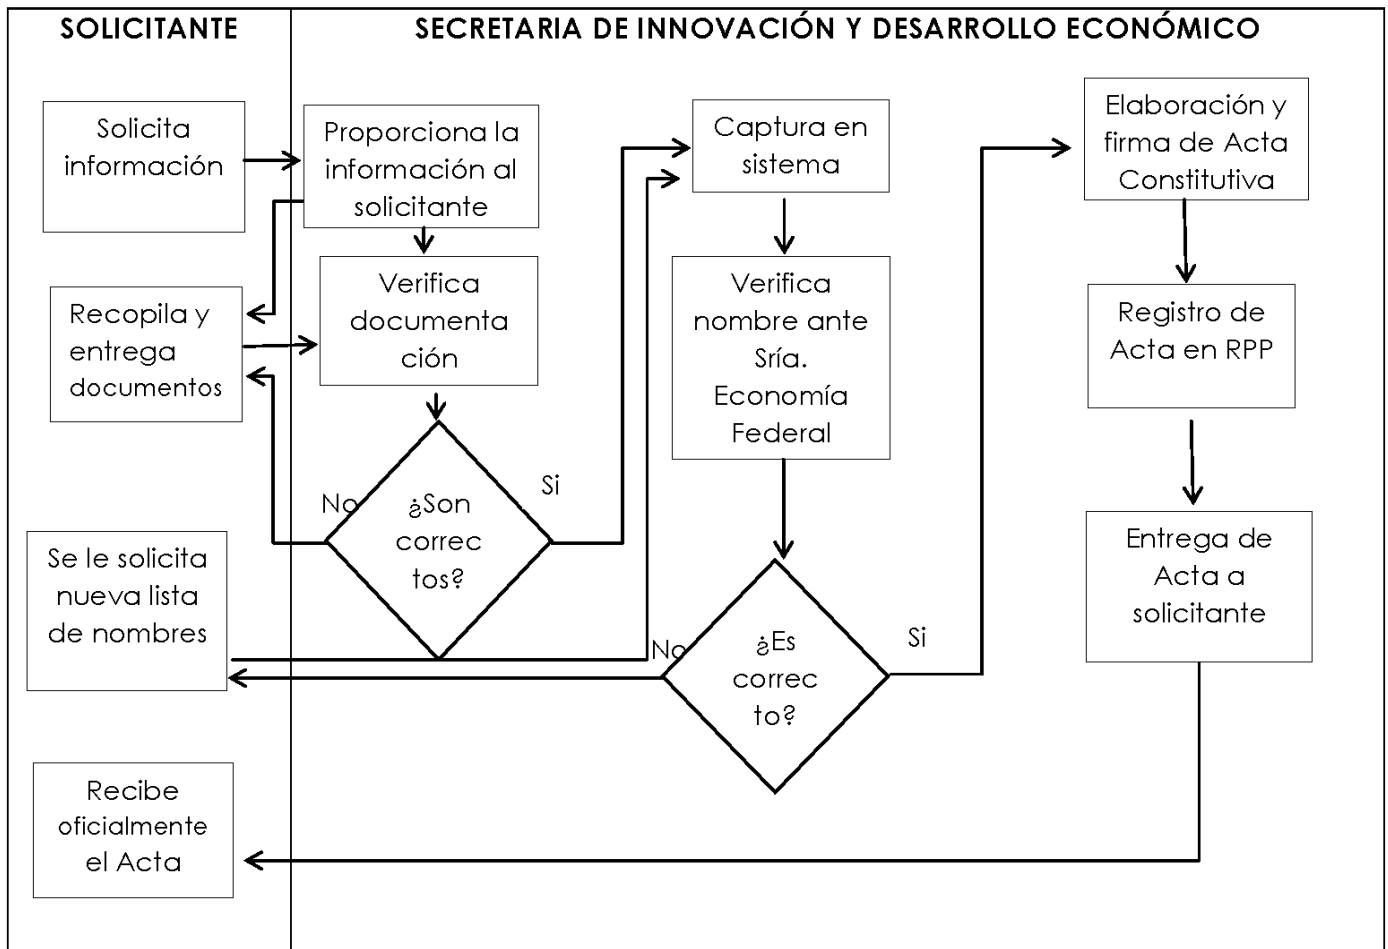 SOLICITANTE
SECRETARIA DE INNOVACIÓN Y DESARROLLO ECONÓMICO
Solicita
información
Proporciona la
información al
solicitante
Recopila y
entrega
documentos
Verifica
documenta
ción
No
¿Son
correc
tos?
Si
Captura en
sistema
Verifica
nombre ante
Sría.
Economía
Federal
Se le solicita
nueva lista
de nombres
No
¿Es
correc
to?
Si
Elaboración y
firma de Acta
Constitutiva
Registro de
Acta en RPP
Entrega de
Acta a
solicitante
Recibe
oficialmente
el Acta